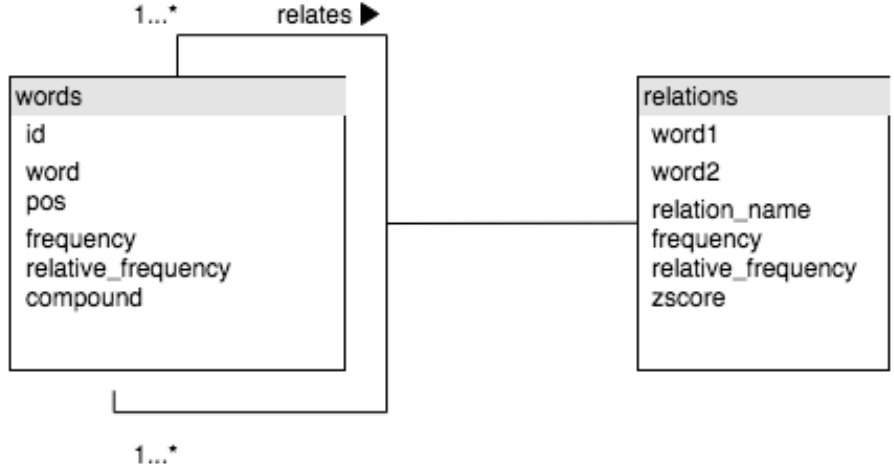 1...* relates ▶
words
id
word
pos
frequency
relative_frequency
compound
relations
word1
word2
relation_name
frequency
relative_frequency
zscore
1...*